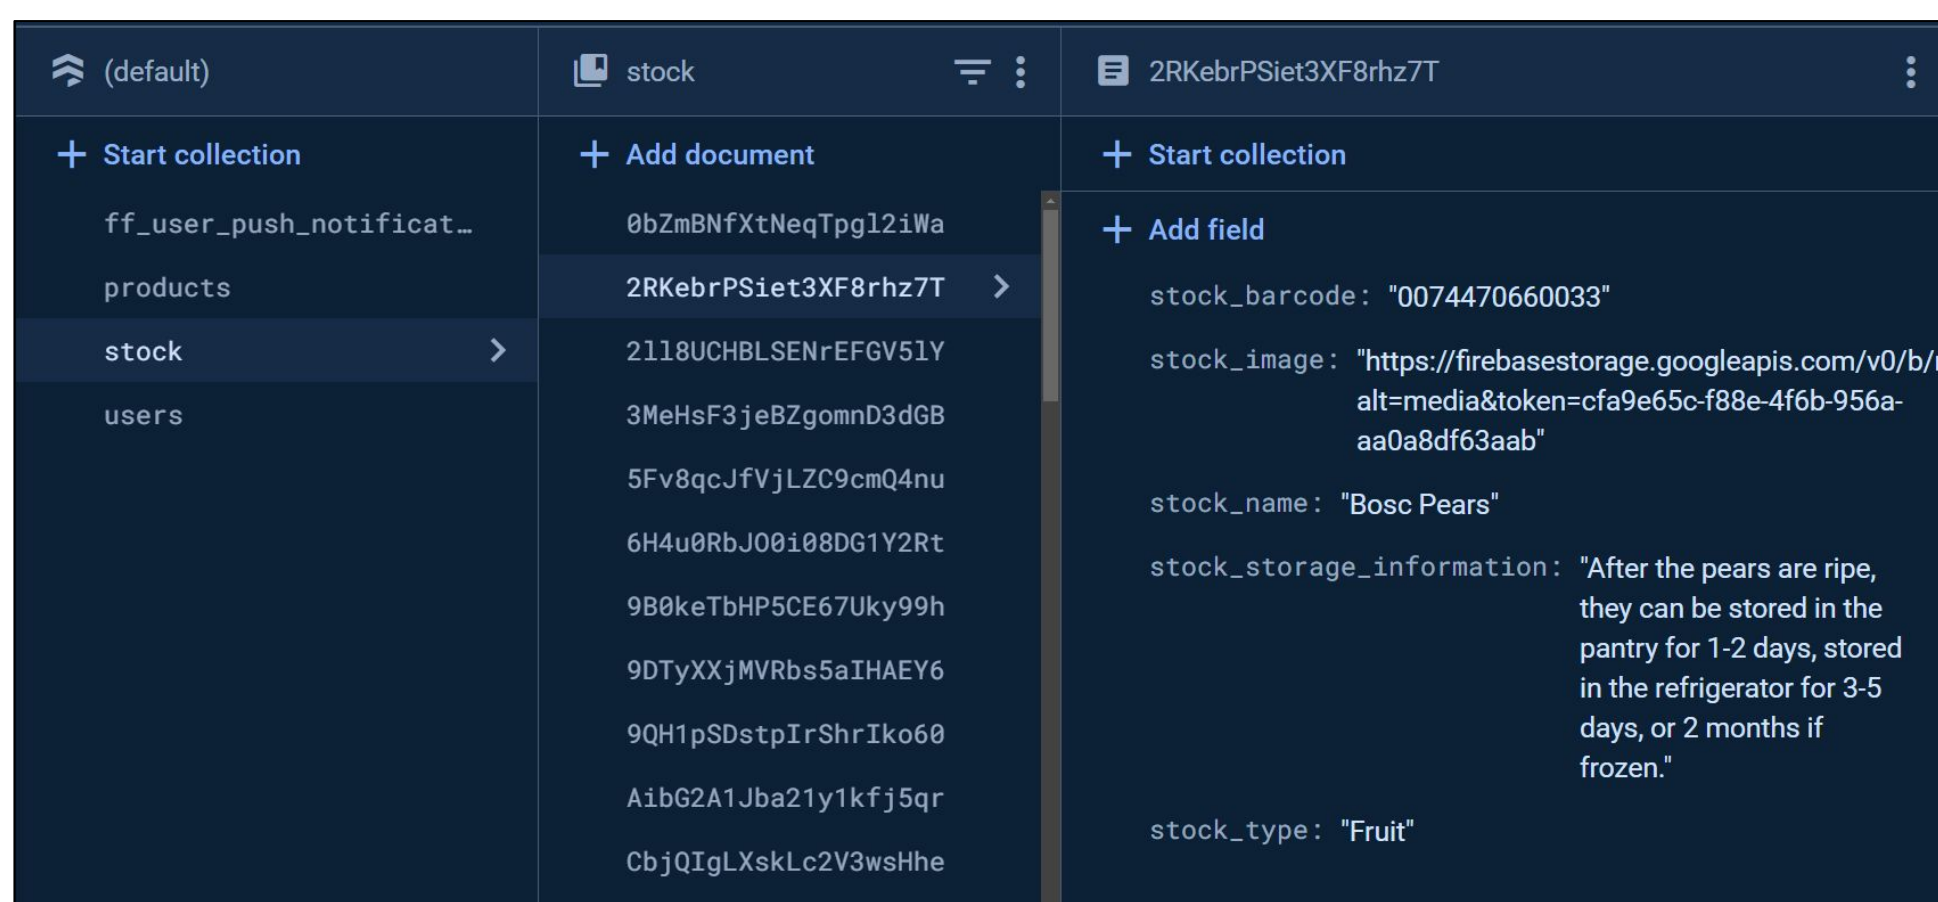 (default)
Start collection
ff_user_push_notificat…
products
stock
users
stock
Add document
0bZmBNfXtNeqTpgl2iWa
2RKebrPSiet3XF8rhz7T
2ll8UCHBLSENrEFGV5lY
3MeHsF3jeBZgomnD3dGB
5Fv8qcJfVjLZC9cmQ4nu
6H4u0RbJO0i08DG1Y2Rt
9B0keTbHP5CE67Uky99h
9DTyXXjMVRbs5aIHAEY6
9QH1pSDstpIrShrIko60
AibG2A1Jba21y1kfj5qr
CbjQIgLXskLc2V3wsHhe
2RKebrPSiet3XF8rhz7T
Start collection
Add field
stock_barcode: "0074470660033"
stock_image: "https://firebasestorage.googleapis.com/v0/b/
alt=media&token=cfa9e65c-f88e-4f6b-956a-
aa0a8df63aab"
stock_name: "Bosc Pears"
stock_storage_information: "After the pears are ripe,
they can be stored in the
pantry for 1-2 days, stored
in the refrigerator for 3-5
days, or 2 months if
frozen."
stock_type: "Fruit"